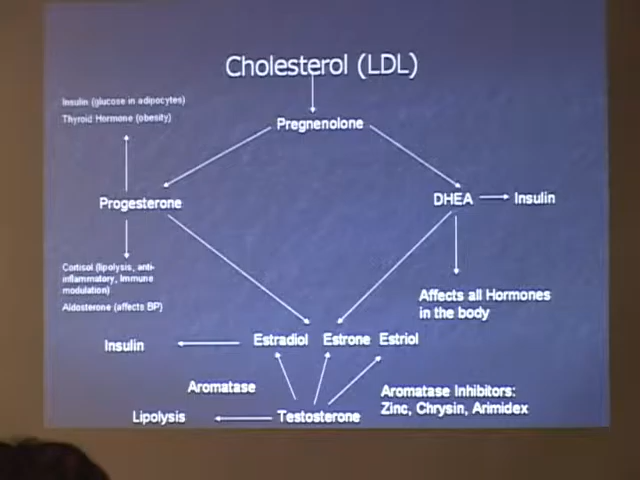 Cholesterol (LDL)
Insulin (glucose in adipocytes)
Thyroid Hormone (obesity)
Pregnenolone
Progesterone
DHEA
Insulin
Cortisol (lipolysis, anti-
inflammatory, Immune
modulation)
Aldosterone (affects BP)
Affects all Hormones
in the body
Insulin
Estradiol
Estrone
Estriol
Aromatase
Aromatase Inhibitors:
Zinc, Chrysin, Arimidex
Lipolysis
Testosterone